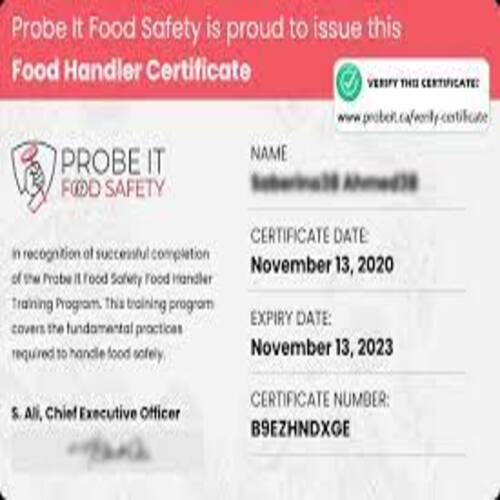 Probe It Food Safety is proud to issue this
Food Handler Certificate
VERIFY THIS CERTIFICATE:
www.probeit.ca/verify-certificate
PROBE IT
FOOD SAFETY
In recognition of successful completion
of the Probe It Food Safety Food Handler
Training Program. This training program
covers the fundamental practices
required to handle food safely.
S. Ali, Chief Executive Officer
NAME
CERTIFICATE DATE:
November 13, 2020
EXPIRY DATE:
November 13, 2023
CERTIFICATE NUMBER:
B9EZHNDXGE